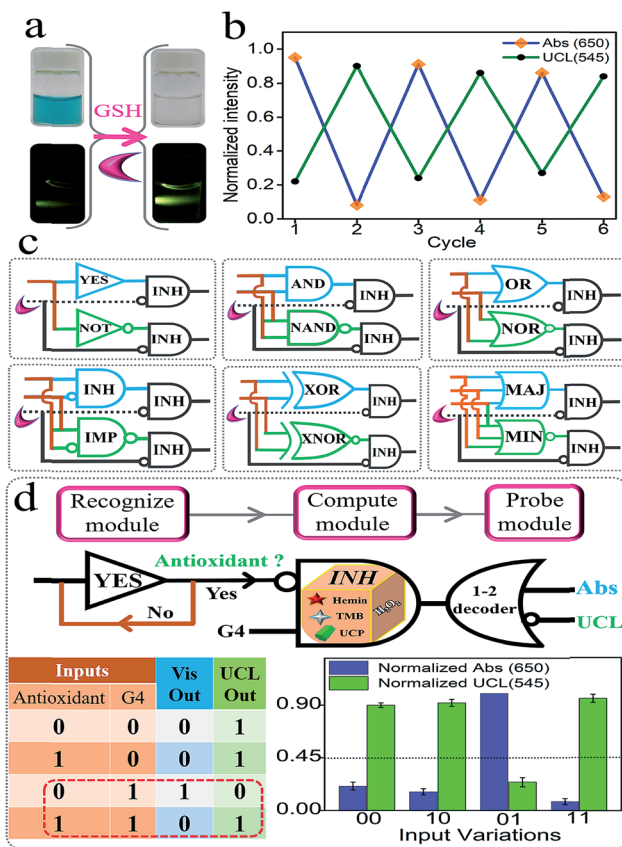 a
GSH
b
Normalized intensity
1.0
0.8
0.6
0.4
0.2
0.0
Abs (650)
UCL(545)
1 2 3 4 5 6
Cycle
c
YES INH
NOT INH
AND INH
NAND INH
OR INH
NOR INH
INH INH
IMP INH
XOR INH
XNOR INH
MAJ INH
MIN INH
d
Recognize module
Compute module
Probe module
YES
No
Antioxidant ?
Yes
G4
INH
Hemin
TMB
UCP
H₂O₂
1-2
decoder
Abs
UCL
Inputs Vis Out UCL Out
Antioxidant G4
0 0 0 1
1 0 0 1
0 1 1 0
1 1 0 1
Normalized Abs (650)
Normalized UCL(545)
0.90
0.45
0.00
00 10 01 11
Input Variations